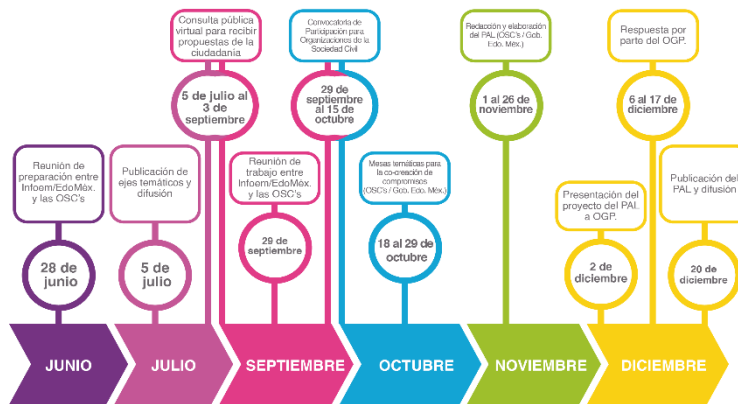 Consulta pública
virtual para recibir
propuestas de la
ciudadanía
5 de julio al
3 de
septiembre
Convocatoria de
Participación para
Organizaciones de la
Sociedad Civil
29 de
septiembre
al 15 de
octubre
Redacción y elaboración
del PAL (OSC's / Gob.
Edo. Méx.)
1 al 26 de
noviembre
Respuesta por
parte del OGP.
6 al 17 de
diciembre
Reunión de
preparación entre
Infoem/EdoMéx.
y las OSC's
28 de
junio
Publicación de
ejes temáticos y
difusión
5 de
julio
Reunión de
trabajo entre
Infoem/EdoMéx.
y las OSC's
29 de
septiembre
Mesas temáticas para
la co-creación de
compromisos
(OSC's / Gob. Edo. Méx.)
18 al 29 de
octubre
Presentación del
proyecto del PAL
a OGP.
2 de
diciembre
Publicación del
PAL y difusión
20 de
diciembre
JUNIO
JULIO
SEPTIEMBRE
OCTUBRE
NOVIEMBRE
DICIEMBRE